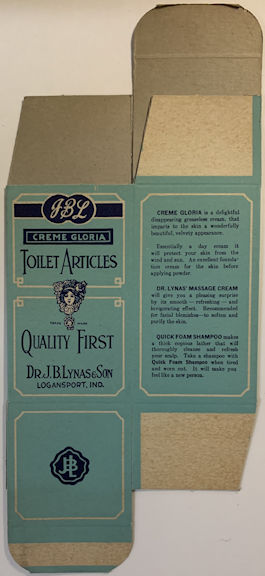 JBL
CREME GLORIA
TOILET ARTICLES
TRADE MARK
QUALITY FIRST
DR. J. B. LYNAS & SON
LOGANSPORT, IND.
JBL
CREME GLORIA is a delightful
disappearing greaseless cream, that
imparts to the skin a wonderfully
beautiful, velvety appearance.
Essentially a day cream it
will protect your skin from the
wind and sun. An excellent founda-
tion cream for the skin before
applying powder.
DR. LYNAS' MASSAGE CREAM
will give you a pleasing surprise
by its smooth — refreshing — and
invigorating effect. Recommended
for facial blemishes—to soften and
purify the skin.
QUICK FOAM SHAMPOO makes
a thick copious lather that will
thoroughly cleanse and refresh
your scalp. Take a shampoo with
Quick Foam Shampoo when tired
and worn out. It will make you
feel like a new person.